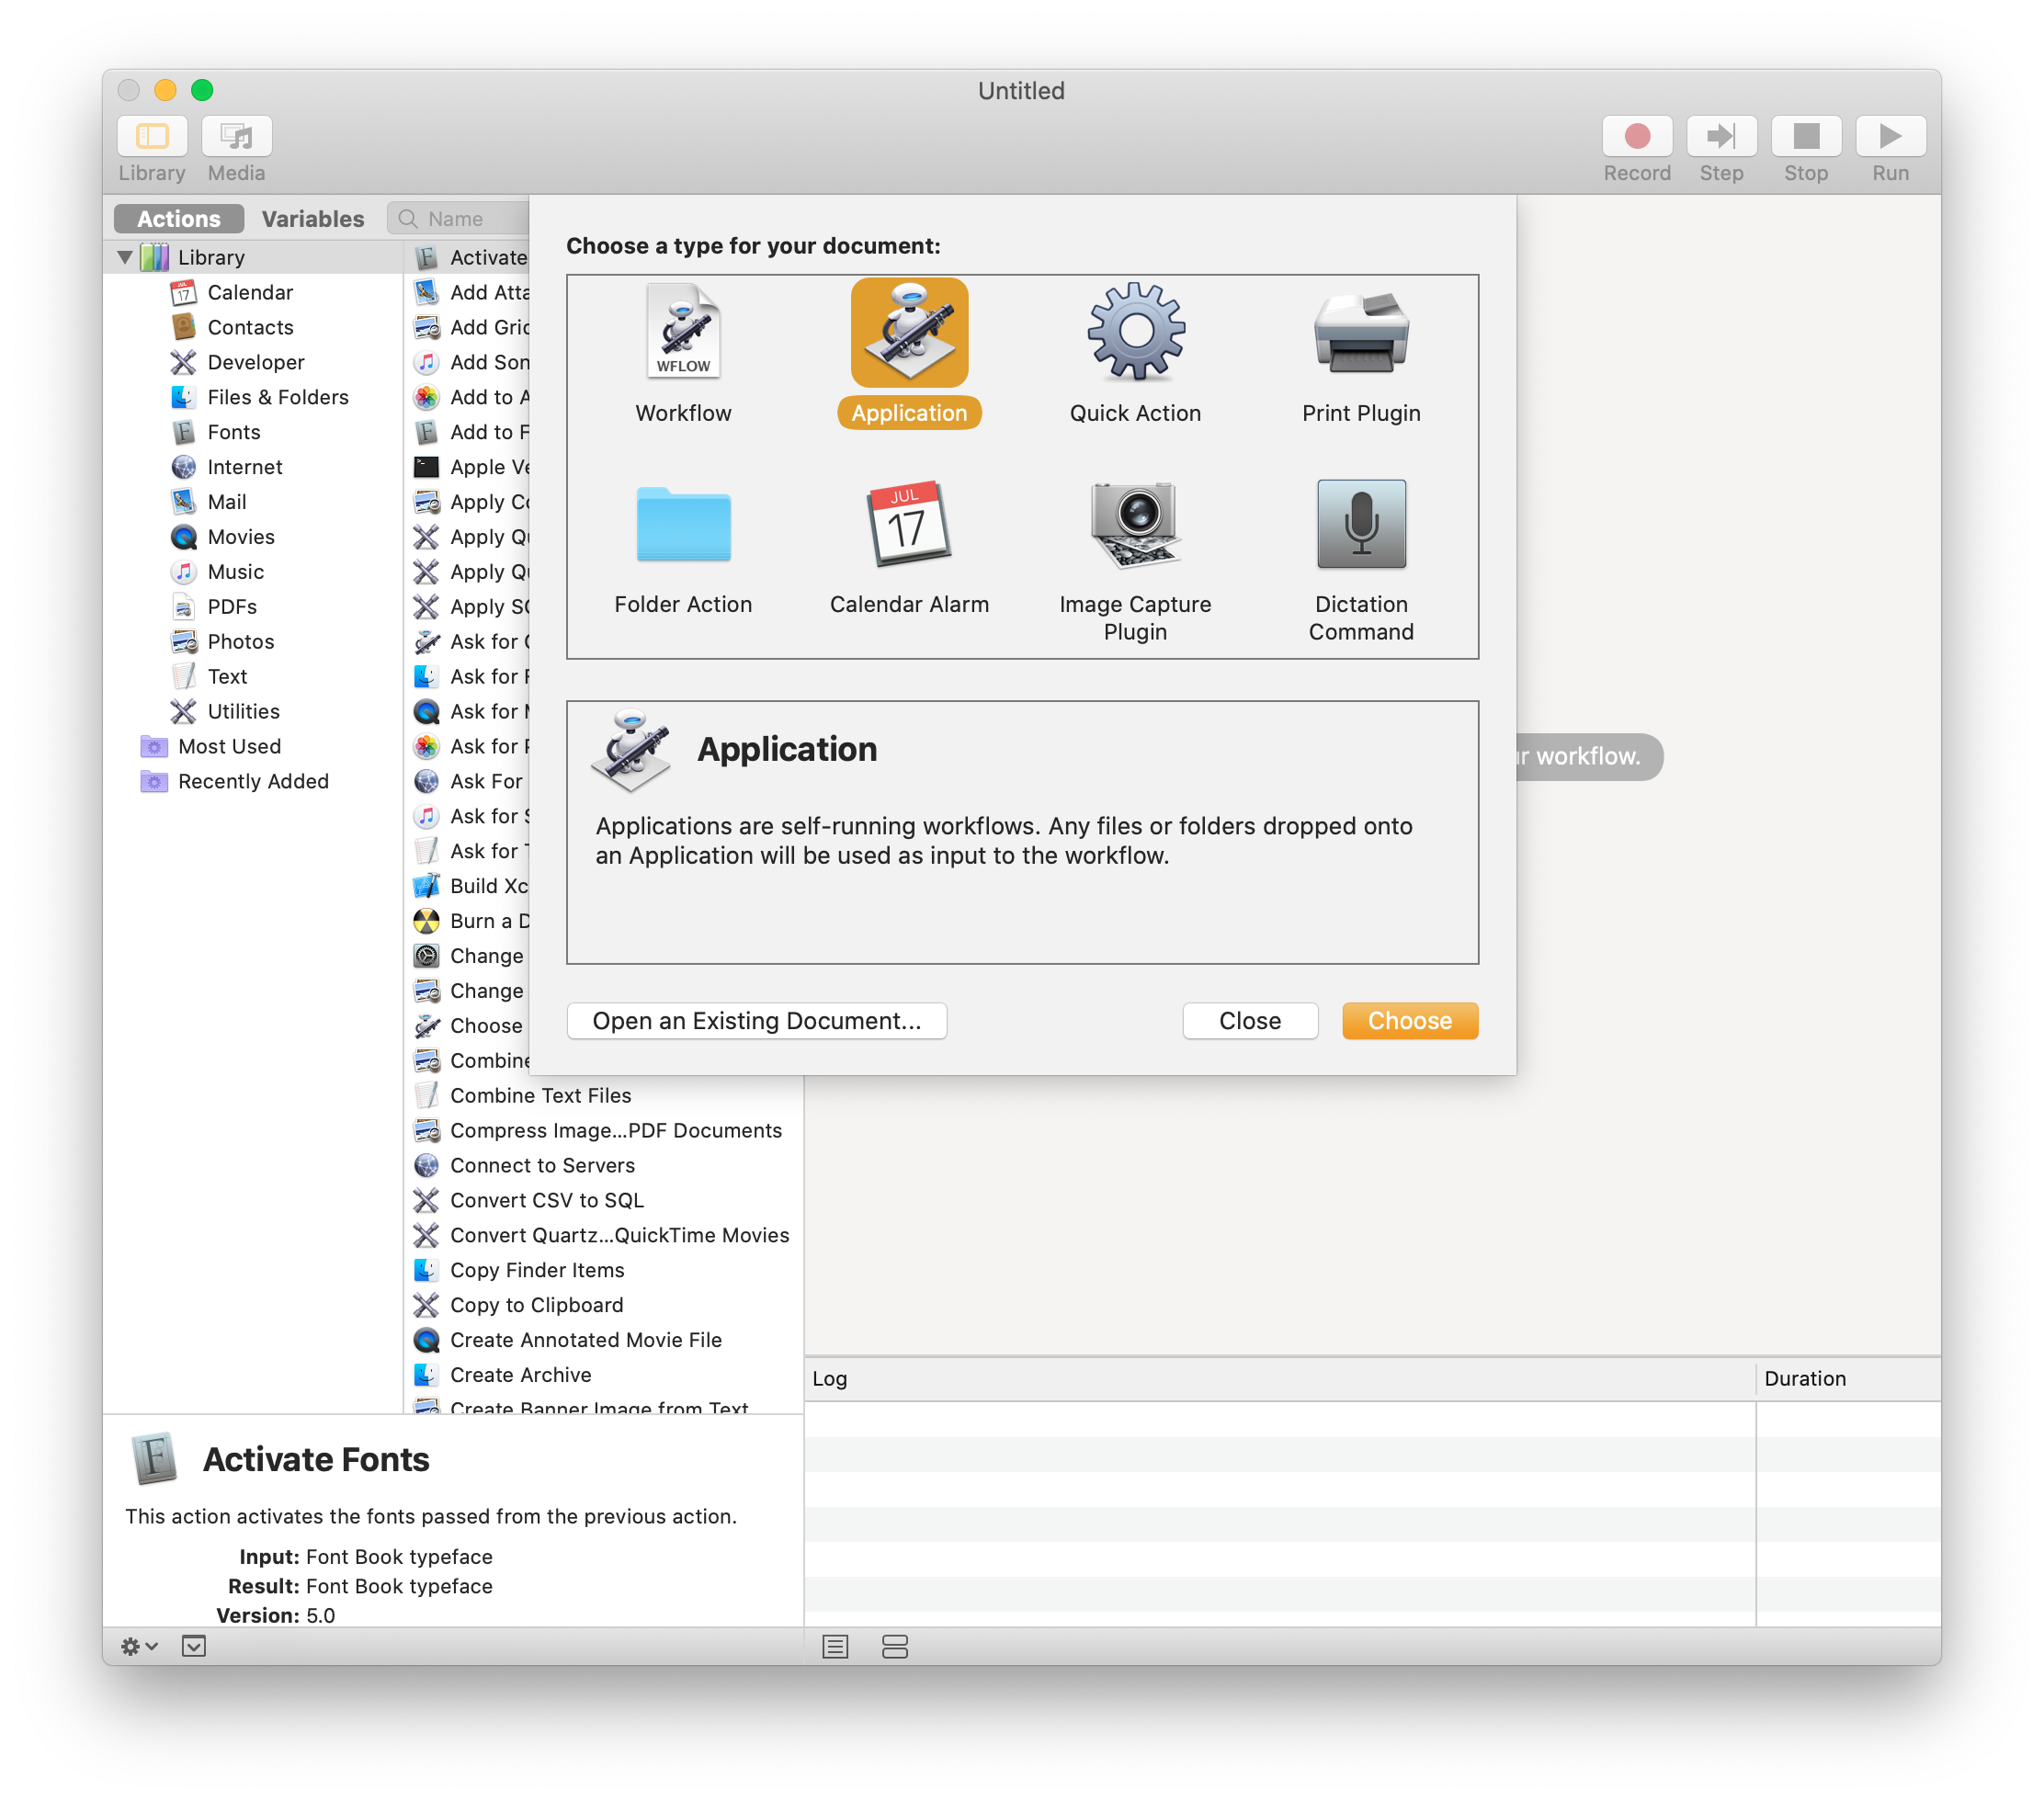 Untitled
Library
Media
Record
Step
Stop
Run
Actions
Variables
Name
Library
Calendar
Contacts
Developer
Files & Folders
Fonts
Internet
Mail
Movies
Music
PDFs
Photos
Text
Utilities
Most Used
Recently Added
Activate
Add Atta
Add Grid
Add Son
Add to A
Add to F
Apple Ve
Apply Co
Apply Qu
Apply Qu
Apply SQ
Ask for
Ask for F
Ask for M
Ask for P
Ask For
Ask for S
Ask for T
Build Xc
Burn a D
Change
Change
Choose
Combine
Combine Text Files
Compress Image...PDF Documents
Connect to Servers
Convert CSV to SQL
Convert Quartz...QuickTime Movies
Copy Finder Items
Copy to Clipboard
Create Annotated Movie File
Create Archive
Create Banner Image from Text
Choose a type for your document:
WFLOW
Workflow
Application
Quick Action
Print Plugin
Folder Action
JUL
17
Calendar Alarm
Image Capture
Plugin
Dictation
Command
Application
Applications are self-running workflows. Any files or folders dropped onto
an Application will be used as input to the workflow.
Open an Existing Document...
Close
Choose
r workflow.
Log
Duration
Activate Fonts
This action activates the fonts passed from the previous action.
Input: Font Book typeface
Result: Font Book typeface
Version: 5.0